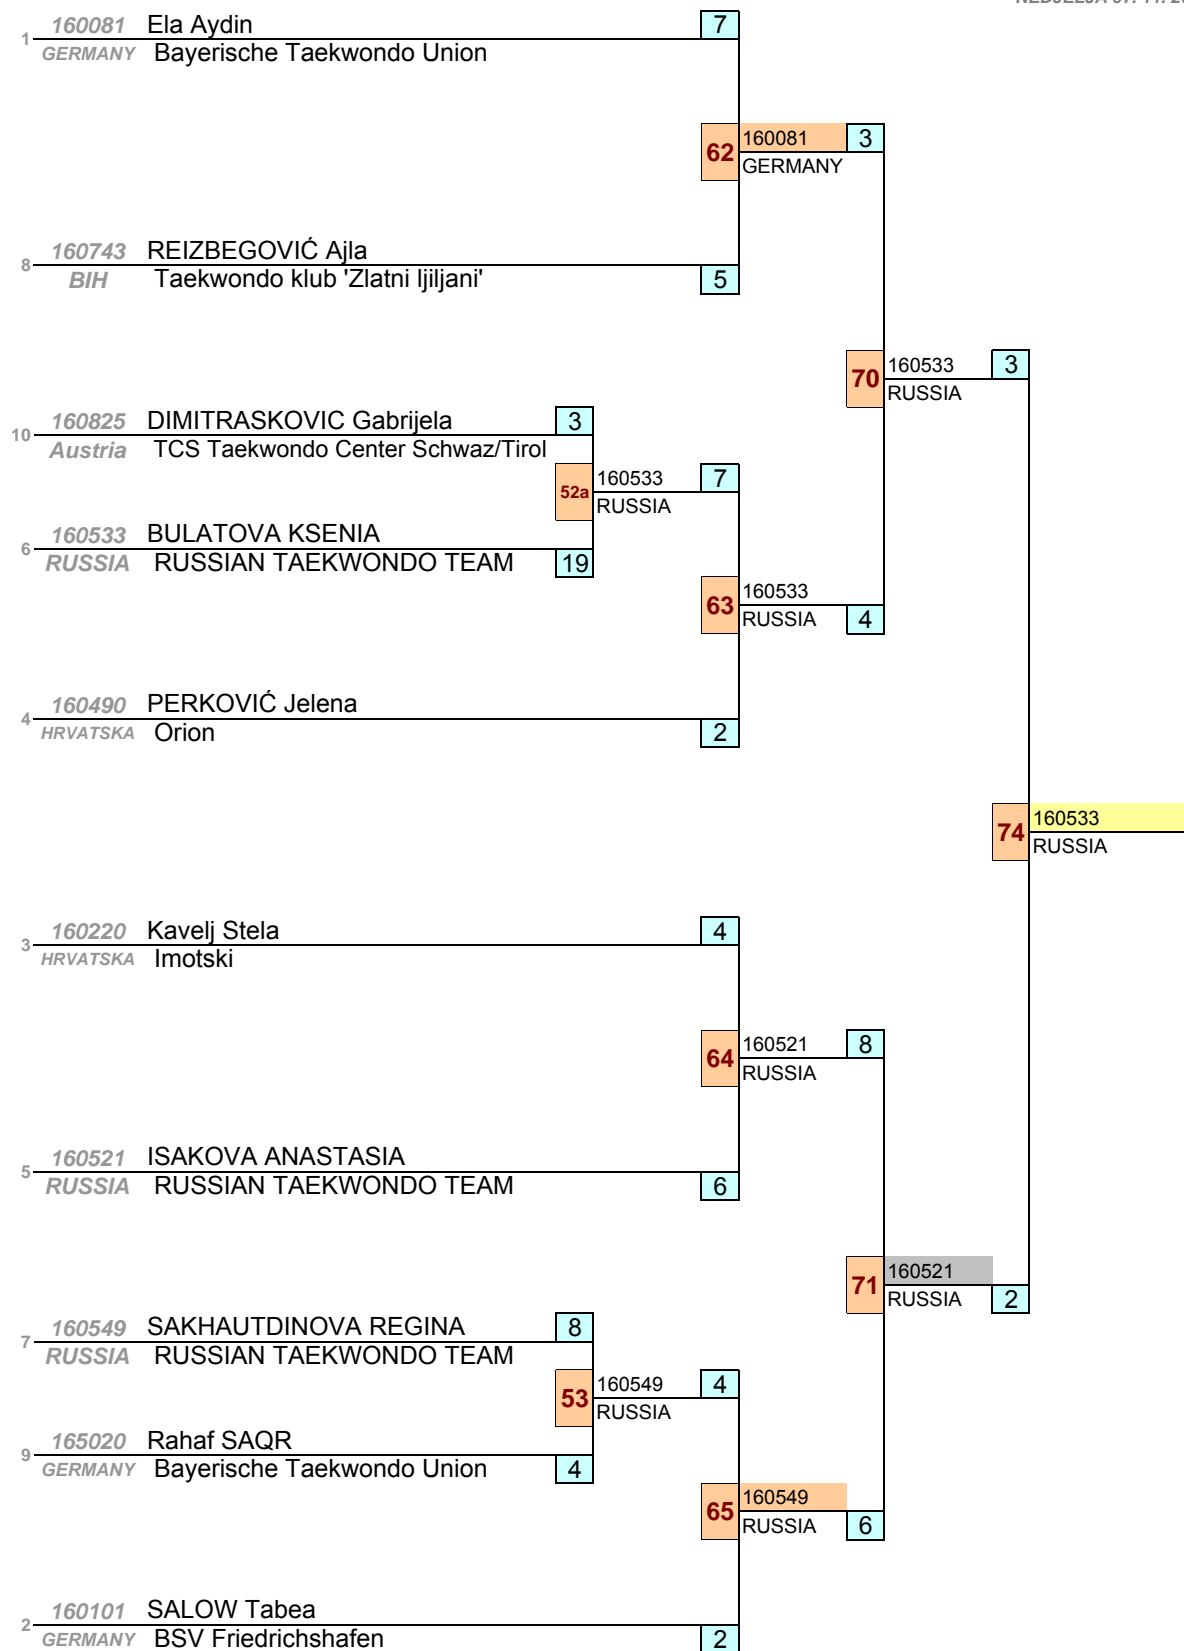 1 160081 Ela Aydin 7
GERMANY Bayerische Taekwondo Union
62 160081 3
GERMANY
8 160743 REIZBEGOVIĆ Ajla
BIH Taekwondo klub 'Zlatni ljiljani' 5
70 160533 3
RUSSIA
10 160825 DIMITRASKOVIC Gabrijela 3
Austria TCS Taekwondo Center Schwaz/Tirol
52a 160533 7
RUSSIA
6 160533 BULATOVA KSENIA
RUSSIA RUSSIAN TAEKWONDO TEAM 19
63 160533
RUSSIA 4
4 160490 PERKOVIĆ Jelena
HRVATSKA Orion 2
74 160533
RUSSIA
3 160220 Kavelj Stela 4
HRVATSKA Imotski
64 160521 8
RUSSIA
5 160521 ISAKOVA ANASTASIA
RUSSIA RUSSIAN TAEKWONDO TEAM 6
71 160521
RUSSIA 2
7 160549 SAKHAUTDINOVA REGINA 8
RUSSIA RUSSIAN TAEKWONDO TEAM
53 160549 4
RUSSIA
9 165020 Rahaf SAQR
GERMANY Bayerische Taekwondo Union 4
65 160549
RUSSIA 6
2 160101 SALOW Tabea
GERMANY BSV Friedrichshafen 2